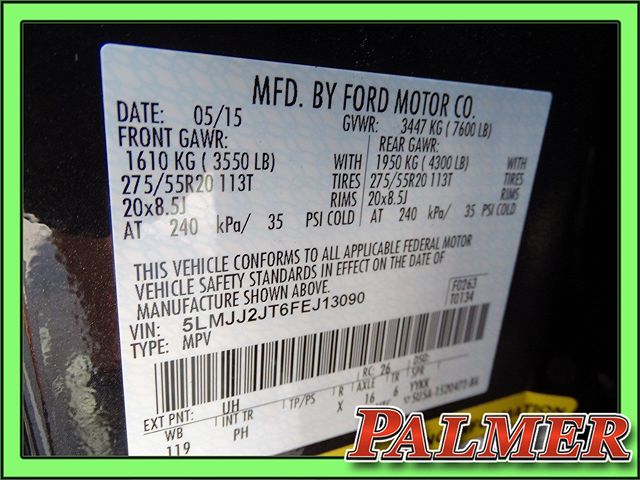 MFD. BY FORD MOTOR CO.
DATE: 05/15 GVWR: 3447 KG ( 7600 LB)
FRONT GAWR: REAR GAWR:
1610 KG ( 3550 LB) WITH 1950 KG ( 4300 LB) WITH
275/55R20 113T TIRES 275/55R20 113T TIRES
20x8.5J RIMS 20x8.5J RIMS
AT 240 kPa/ 35 PSI COLD AT 240 kPa/ 35 PSI COLD
THIS VEHICLE CONFORMS TO ALL APPLICABLE FEDERAL MOTOR
VEHICLE SAFETY STANDARDS IN EFFECT ON THE DATE OF
MANUFACTURE SHOWN ABOVE.
F0263
T0134
VIN: 5LMJJ2JT6FEJ13090
TYPE: MPV
EXT PNT: UH RC: 26 DSO:
WB INT TR TP/PS R AXLE TR SPR
119 PH X 16 6 YYKK
PALMER